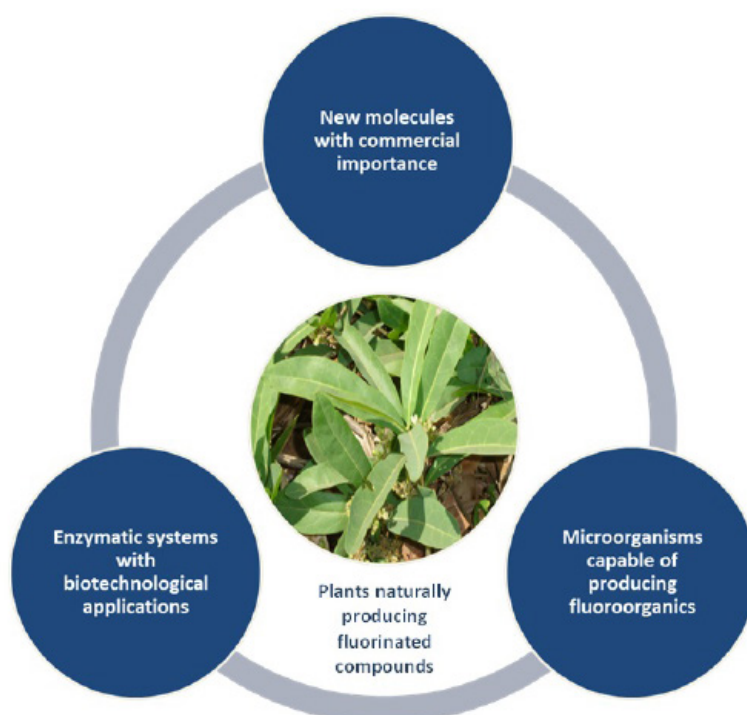 New molecules
with commercial
importance
Enzymatic systems
with
biotechnological
applications
Microorganisms
capable of
producing
fluoroorganics
Plants naturally
producing
fluorinated
compounds